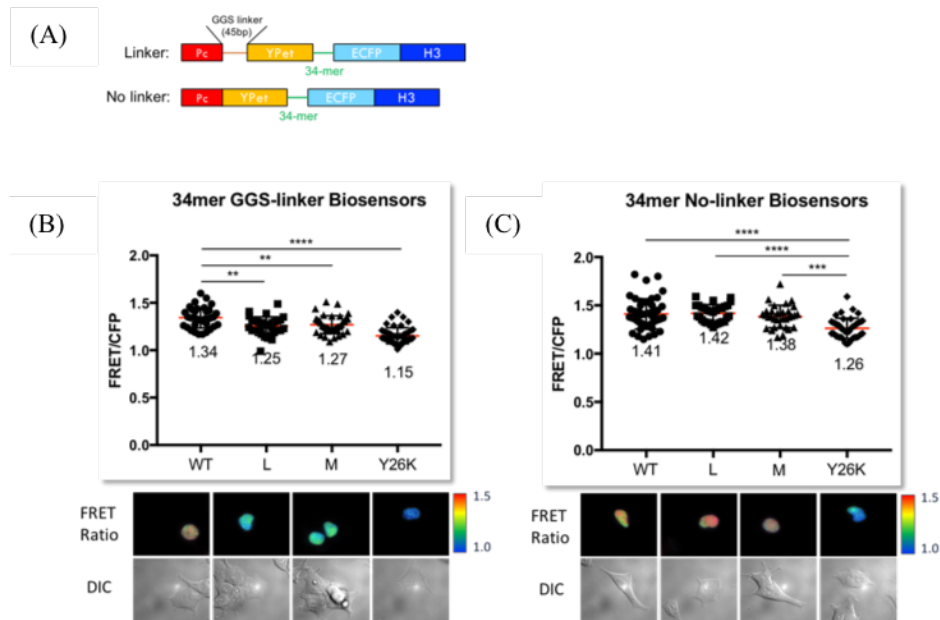 (A)
GGS linker
(45bp)
Linker:
Pc
YPet
ECFP
H3
34-mer
No linker:
Pc
YPet
ECFP
H3
34-mer
(B)
34mer GGS-linker Biosensors
****
**
**
FRET/CFP
2.0
1.5
1.0
0.5
0.0
1.34
1.25
1.27
1.15
WT L M Y26K
FRET
Ratio
1.5
1.0
DIC
(C)
34mer No-linker Biosensors
****
****
***
FRET/CFP
2.0
1.5
1.0
0.5
0.0
1.41
1.42
1.38
1.26
WT L M Y26K
FRET
Ratio
1.5
1.0
DIC